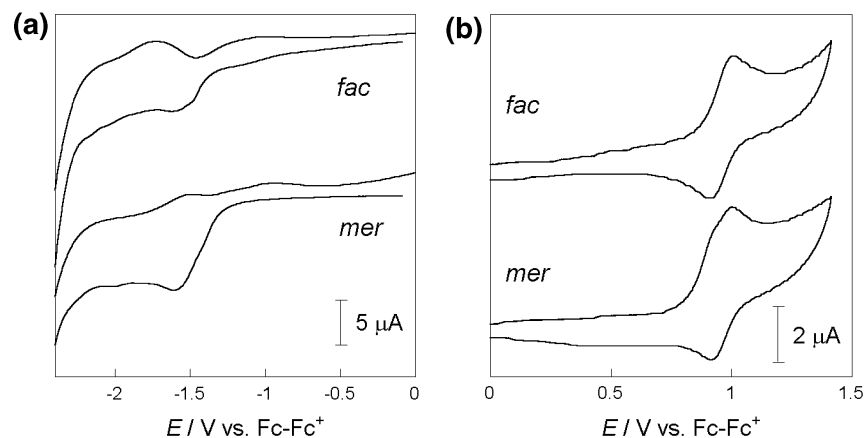 (a)
fac
mer
5 μA
-2 -1.5 -1 -0.5 0
E / V vs. Fc-Fc⁺
(b)
fac
mer
2 μA
0 0.5 1 1.5
E / V vs. Fc-Fc⁺